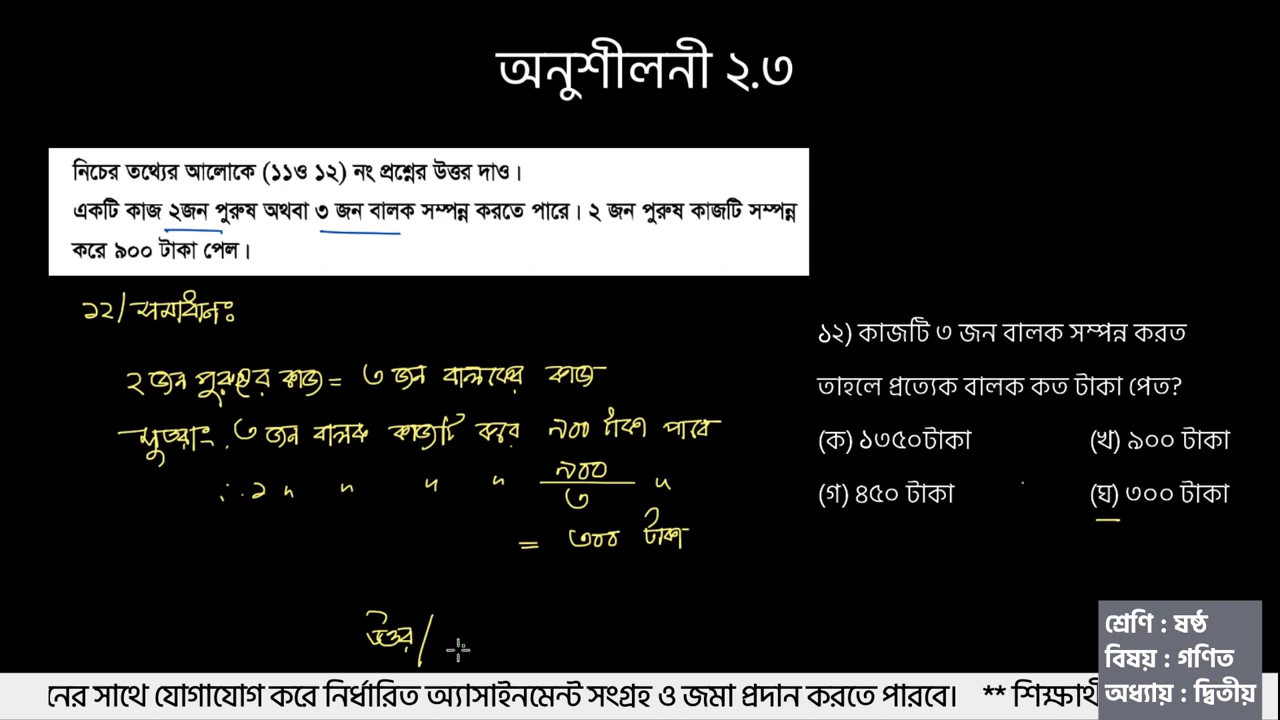 অনুশীলনী ২.৩
নিচের তথ্যের আলোকে (১১ও ১২) নং প্রশ্নের উত্তর দাও।
একটি কাজ ২জন পুরুষ অথবা ৩ জন বালক সম্পন্ন করতে পারে। ২ জন পুরুষ কাজটি সম্পন্ন
করে ৯০০ টাকা পেল।
১২/ সমাধানঃ
২ জন পুরুষের কাজ = ৩ জন বালকের কাজ
সুতরাং ৩ জন বালক কাজটি করে ৯০০ টাকা পাবে
∴ ১ " " " " ৯০০/৩ "
= ৩০০ টাকা
উত্তর/
১২) কাজটি ৩ জন বালক সম্পন্ন করত
তাহলে প্রত্যেক বালক কত টাকা পেত?
(ক) ১৩৫০টাকা (খ) ৯০০ টাকা
(গ) ৪৫০ টাকা (ঘ) ৩০০ টাকা
শ্রেণি : ষষ্ঠ
বিষয় : গণিত
অধ্যায় : দ্বিতীয়
নের সাথে যোগাযোগ করে নির্ধারিত অ্যাসাইনমেন্ট সংগ্রহ ও জমা প্রদান করতে পারবে। ** শিক্ষার্থী